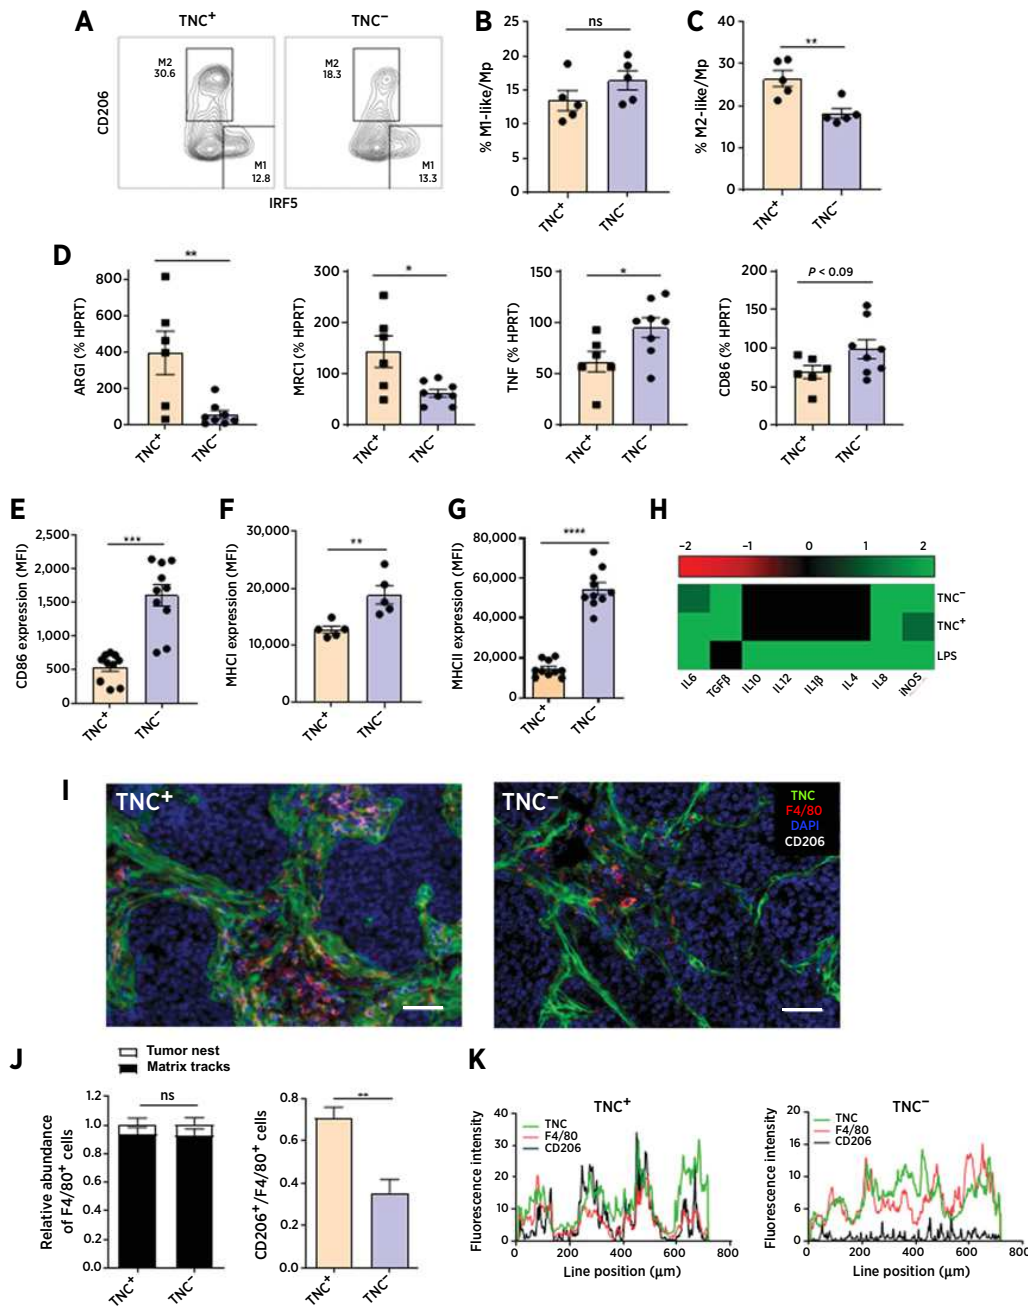 A
TNC+
TNC−
M2
30.6
M1
12.8
M2
18.3
M1
13.3
CD206
IRF5
B
% M1-like/Mp
25
20
15
10
5
0
ns
TNC+
TNC−
C
% M2-like/Mp
40
30
20
10
0
**
TNC+
TNC−
D
ARG1 (% HPRT)
800
600
400
200
0
**
TNC+
TNC−
MRC1 (% HPRT)
300
200
100
0
*
TNC+
TNC−
TNF (% HPRT)
150
100
50
0
*
TNC+
TNC−
CD86 (% HPRT)
200
150
100
50
0
P < 0.09
TNC+
TNC−
E
CD86 expression (MFI)
2,500
2,000
1,500
1,000
500
0
***
TNC+
TNC−
F
MHCI expression (MFI)
30,000
20,000
10,000
0
**
TNC+
TNC−
G
MHCII expression (MFI)
80,000
60,000
40,000
20,000
0
****
TNC+
TNC−
H
−2
−1
0
1
2
TNC−
TNC+
LPS
IL6
TGFβ
IL10
IL12
IL1β
IL4
IL8
iNOS
I
TNC+
TNC−
TNC
F4/80
DAPI
CD206
J
Tumor nest
Matrix tracks
Relative abundance
of F4/80+ cells
1.2
1.0
0.8
0.6
0.4
0.2
0.0
ns
TNC+
TNC−
CD206+/F4/80+ cells
0.8
0.6
0.4
0.2
0.0
**
TNC+
TNC−
K
TNC+
Fluorescence intensity
40
30
20
10
0
TNC
F4/80
CD206
0
200
400
600
800
Line position (μm)
TNC−
Fluorescence intensity
20
16
12
6
0
TNC
F4/80
CD206
0
200
400
600
800
Line position (μm)